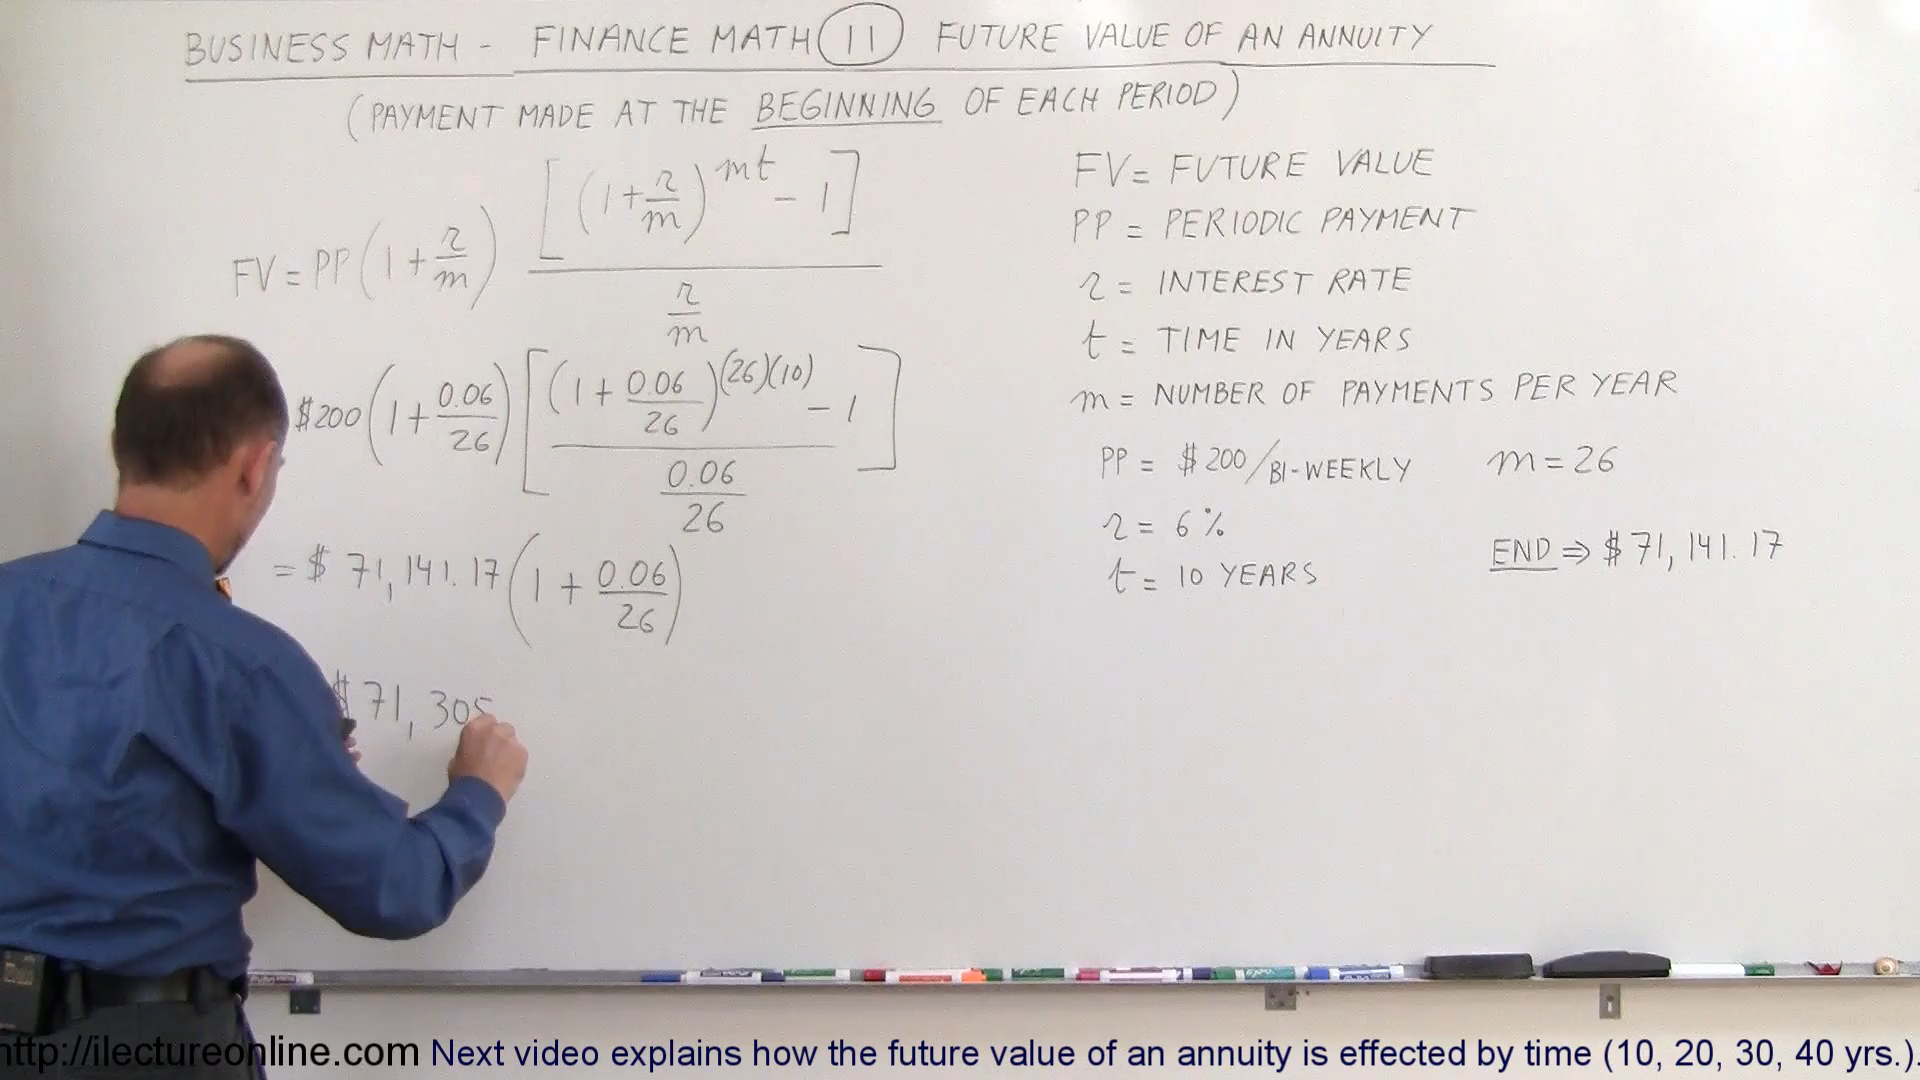 BUSINESS MATH - FINANCE MATH 11 FUTURE VALUE OF AN ANNUITY
(PAYMENT MADE AT THE BEGINNING OF EACH PERIOD)
FV = PP (1 + r/m) [(1 + r/m)^mt - 1] / (r/m)
$200 (1 + 0.06/26) [((1 + 0.06/26)^(26)(10) - 1) / (0.06/26)]
= $ 71,141.17 (1 + 0.06/26)
$ 71,305
FV = FUTURE VALUE
PP = PERIODIC PAYMENT
r = INTEREST RATE
t = TIME IN YEARS
m = NUMBER OF PAYMENTS PER YEAR
PP = $200/BI-WEEKLY m = 26
r = 6%
t = 10 YEARS
END ⇒ $71,141.17
http://ilectureonline.com Next video explains how the future value of an annuity is effected by time (10, 20, 30, 40 yrs.).